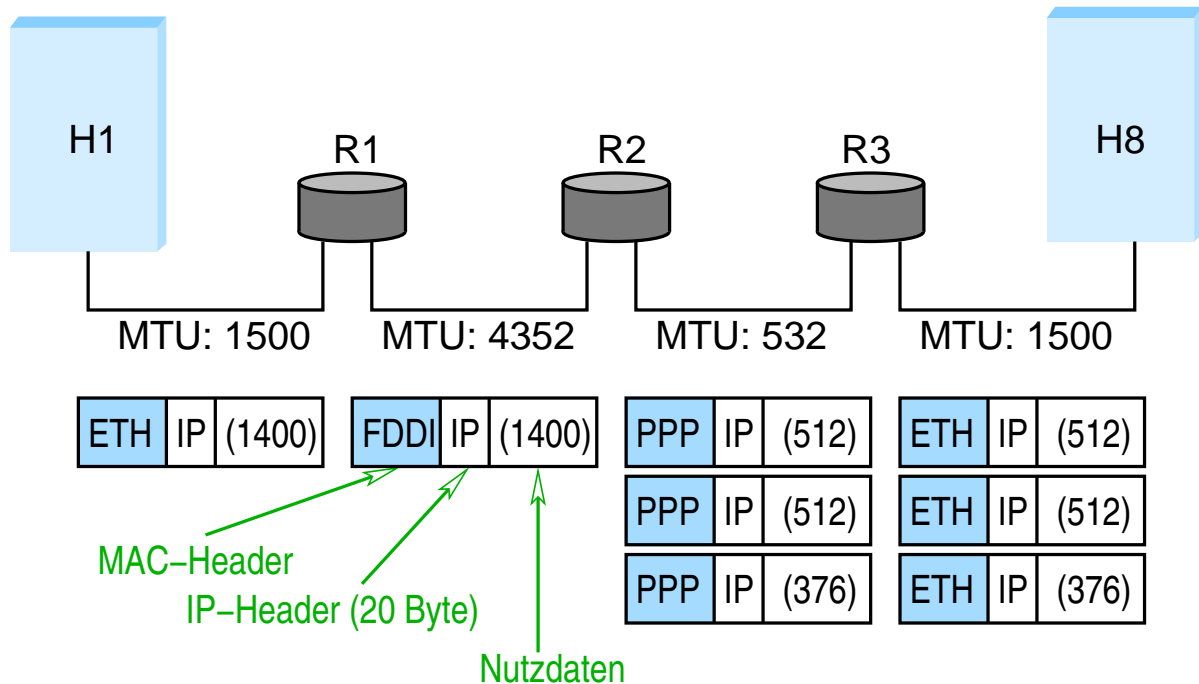 H1
R1
R2
R3
H8
MTU: 1500
MTU: 4352
MTU: 532
MTU: 1500
ETH IP (1400)
FDDI IP (1400)
PPP IP (512)
ETH IP (512)
PPP IP (512)
ETH IP (512)
PPP IP (376)
ETH IP (376)
MAC–Header
IP–Header (20 Byte)
Nutzdaten